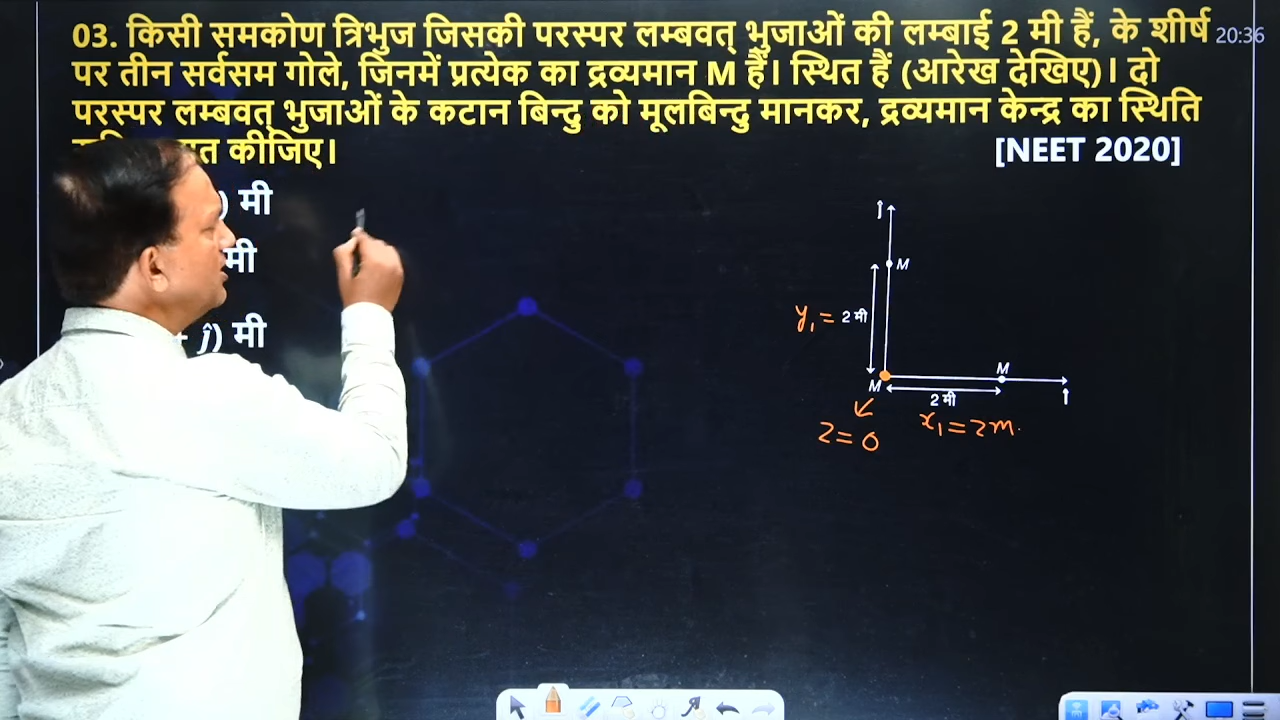 03. किसी समकोण त्रिभुज जिसकी परस्पर लम्बवत् भुजाओं की लम्बाई 2 मी हैं, के शीर्ष 20:36
पर तीन सर्वसम गोले, जिनमें प्रत्येक का द्रव्यमान M हैं। स्थित हैं (आरेख देखिए)। दो
परस्पर लम्बवत् भुजाओं के कटान बिन्दु को मूलबिन्दु मानकर, द्रव्यमान केन्द्र का स्थिति
कीजिए। [NEET 2020]
) मी
मी
+ ĵ) मी
ĵ
M
y₁ = 2 मी
M
M
2 मी
î
2 = 0
x₁ = 2m.